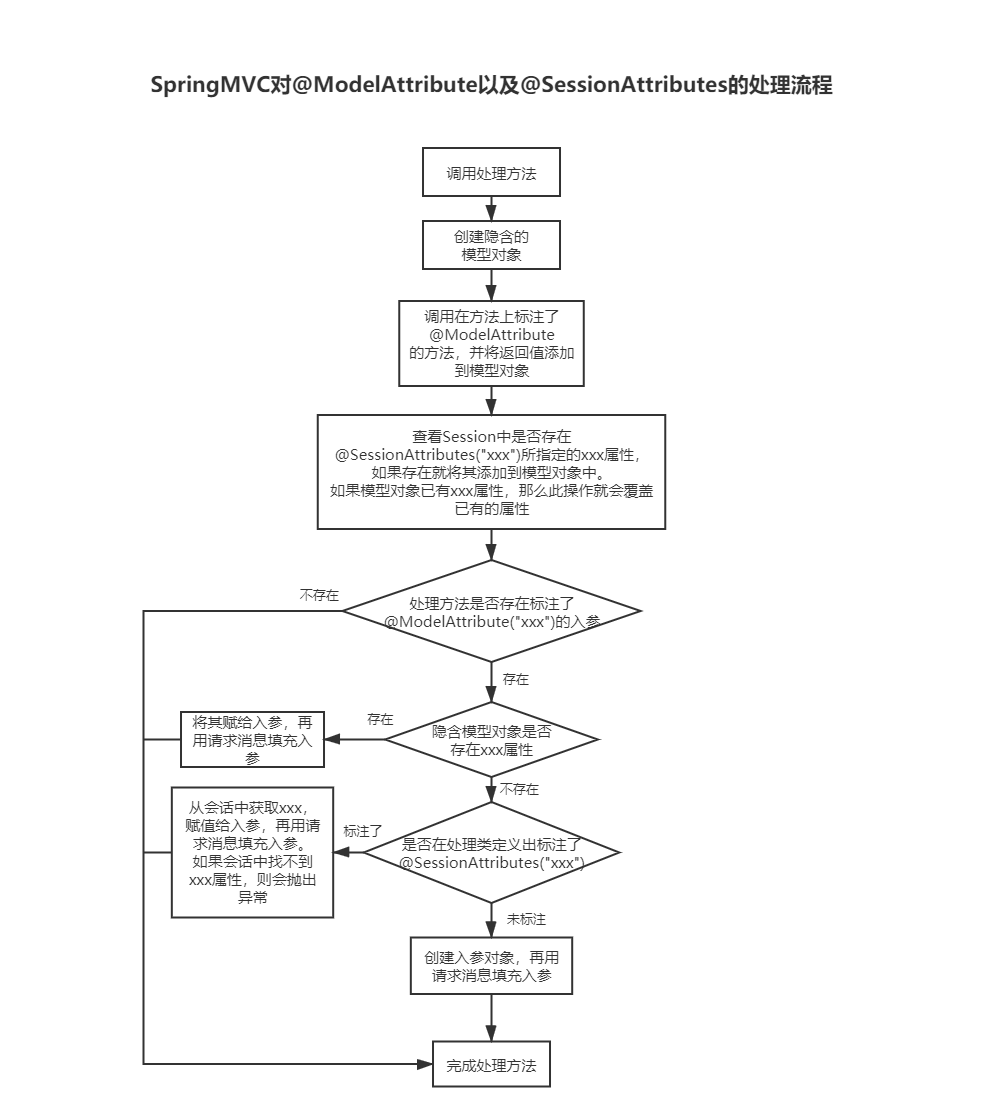 SpringMVC对@ModelAttribute以及@SessionAttributes的处理流程
调用处理方法
创建隐含的
模型对象
调用在方法上标注了
@ModelAttribute
的方法，并将返回值添加
到模型对象
查看Session中是否存在
@SessionAttributes("xxx")所指定的xxx属性，
如果存在就将其添加到模型对象中。
如果模型对象已有xxx属性，那么此操作就会覆盖
已有的属性
不存在
处理方法是否存在标注了
@ModelAttribute("xxx")的入参
存在
将其赋给入参，再
用请求消息填充入
参
存在
隐含模型对象是否
存在xxx属性
不存在
从会话中获取xxx，
赋值给入参，再用请
求消息填充入参。
如果会话中找不到
xxx属性，则会抛出
异常
标注了
是否在处理类定义出标注了
@SessionAttributes("xxx")
未标注
创建入参对象，再用
请求消息填充入参
完成处理方法